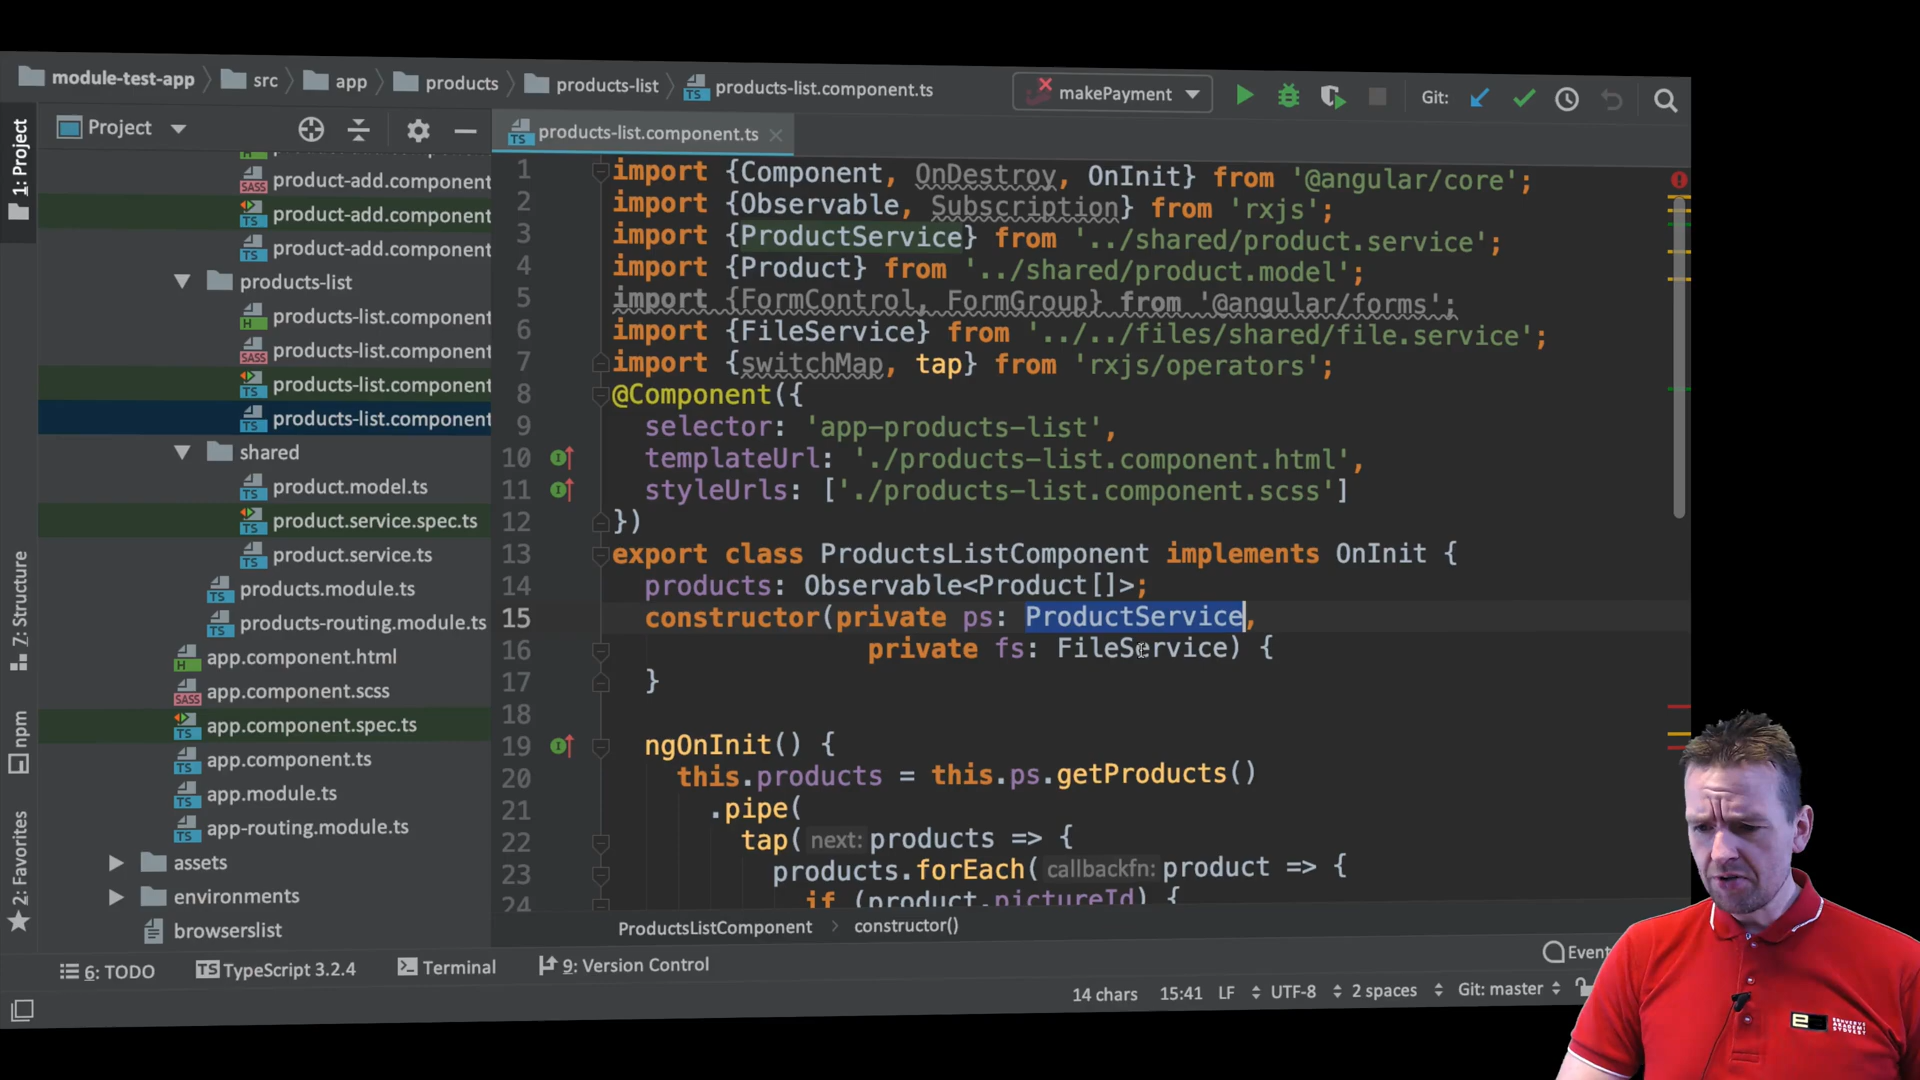 module-test-app
src
app
products
products-list
products-list.component.ts
makePayment
Git:
1: Project
Project
products-list.component.ts
product-add.component
product-add.component
product-add.component
products-list
products-list.component
products-list.component
products-list.component
products-list.component
shared
product.model.ts
product.service.spec.ts
product.service.ts
products.module.ts
products-routing.module.ts
app.component.html
app.component.scss
app.component.spec.ts
app.component.ts
app.module.ts
app-routing.module.ts
assets
environments
browserslist
Z: Structure
npm
2: Favorites
1 import {Component, OnDestroy, OnInit} from '@angular/core';
2 import {Observable, Subscription} from 'rxjs';
3 import {ProductService} from '../shared/product.service';
4 import {Product} from '../shared/product.model';
5 import {FormControl, FormGroup} from '@angular/forms';
6 import {FileService} from '../../files/shared/file.service';
7 import {switchMap, tap} from 'rxjs/operators';
8 @Component({
9 selector: 'app-products-list',
10 templateUrl: './products-list.component.html',
11 styleUrls: ['./products-list.component.scss']
12 })
13 export class ProductsListComponent implements OnInit {
14 products: Observable<Product[]>;
15 constructor(private ps: ProductService,
16 private fs: FileService) {
17 }
18
19 ngOnInit() {
20 this.products = this.ps.getProducts()
21 .pipe(
22 tap( next: products => {
23 products.forEach( callbackfn: product => {
24 if (product.pictureId) {
ProductsListComponent > constructor()
6: TODO
TypeScript 3.2.4
Terminal
9: Version Control
Event
14 chars
15:41
LF
UTF-8
2 spaces
Git: master